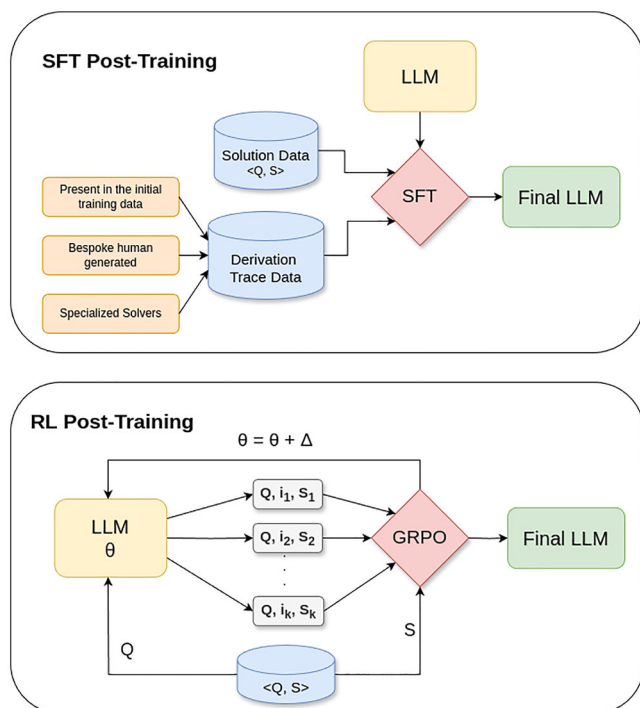 SFT Post-Training
LLM
Solution Data
<Q, S>
SFT
Final LLM
Present in the initial
training data
Bespoke human
generated
Specialized Solvers
Derivation
Trace Data
RL Post-Training
θ = θ + Δ
LLM
θ
Q, i₁, S₁
Q, i₂, S₂
Q, iₖ, Sₖ
GRPO
Final LLM
Q
S
<Q, S>